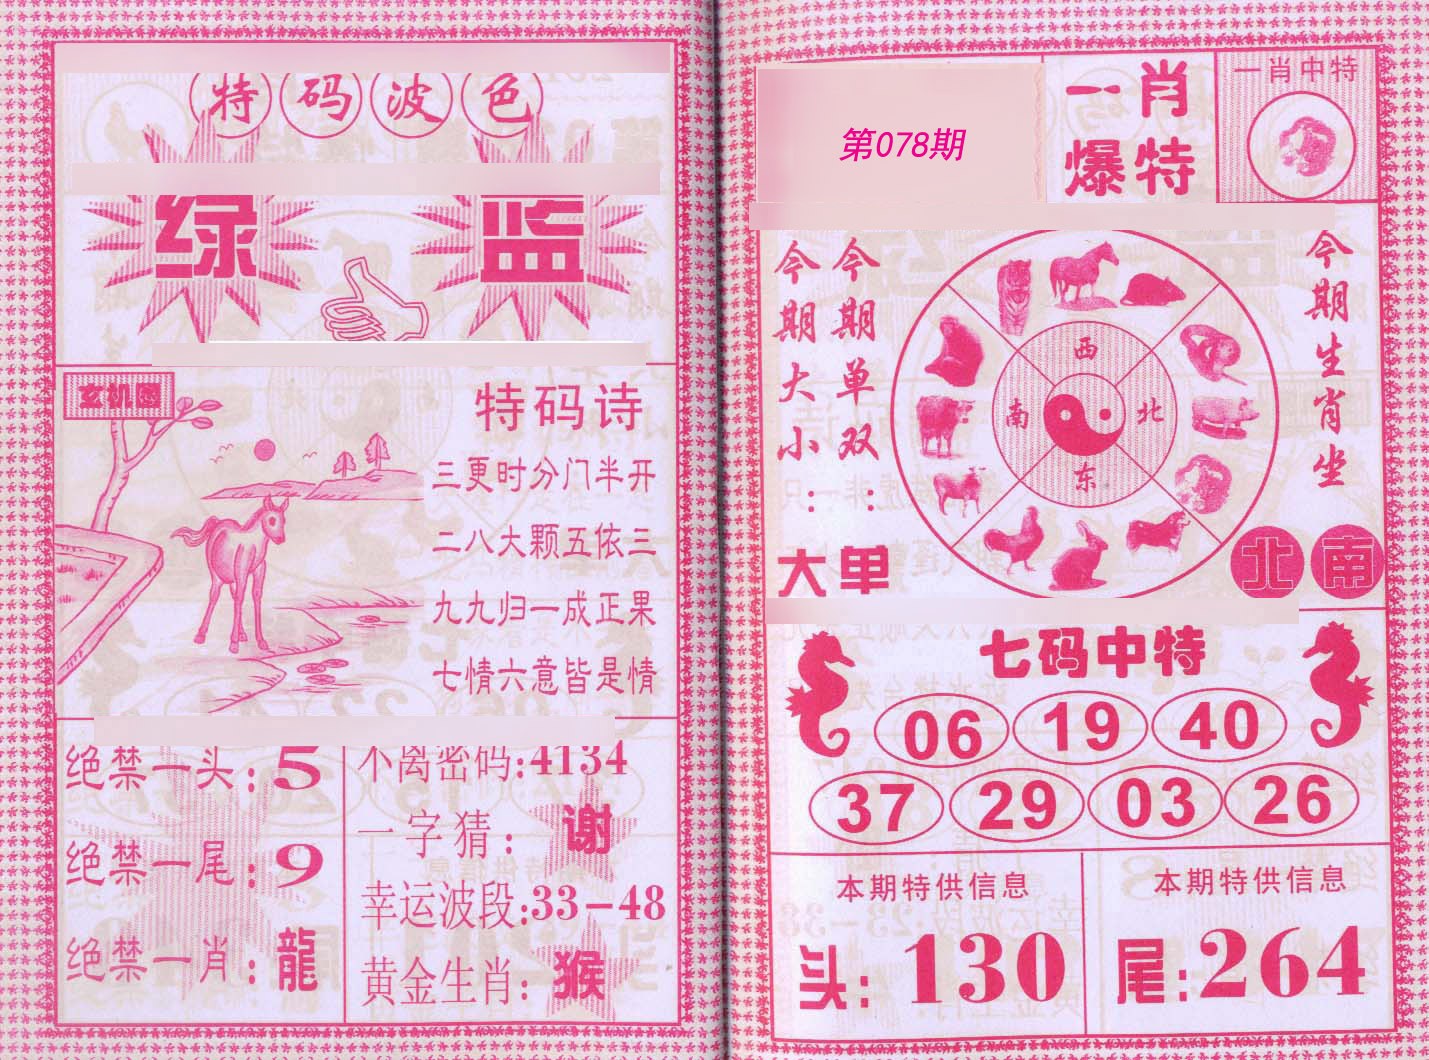 特码波色
绿 蓝
玄机图
特码诗
三更时分门半开
二八大颗五依三
九九归一成正果
七情六意皆是情
绝禁一头:5
绝禁一尾:9
绝禁一肖:龍
不离密码:4134
一字猜:谢
幸运波段:33-48
黄金生肖:猴
第078期
一肖
爆特
一肖中特
今期大小:大
今期单双:单
西
南 北
东
今期生肖坐
北 南
七码中特
06 19 40
37 29 03 26
本期特供信息
头:130
本期特供信息
尾:264